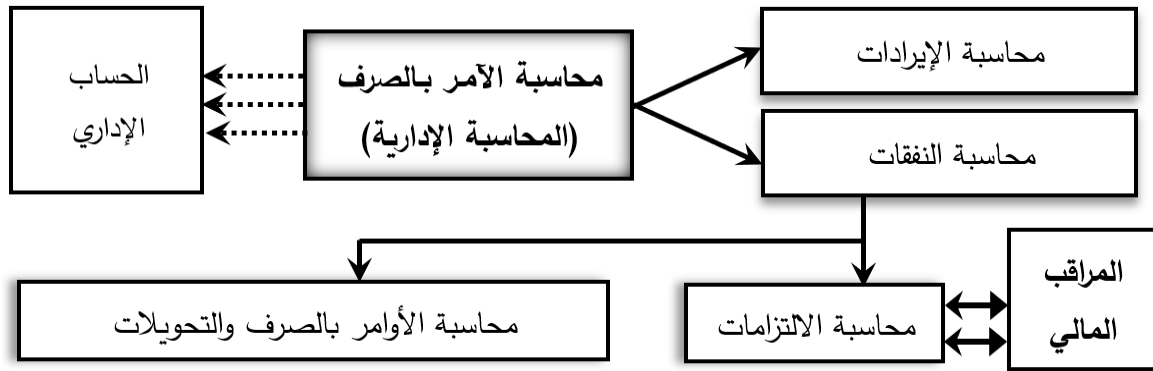 محاسبة الإيرادات
محاسبة الآمر بالصرف
(المحاسبة الإدارية)
الحساب
الإداري
محاسبة النفقات
المراقب
المالي
محاسبة الالتزامات
محاسبة الأوامر بالصرف والتحويلات